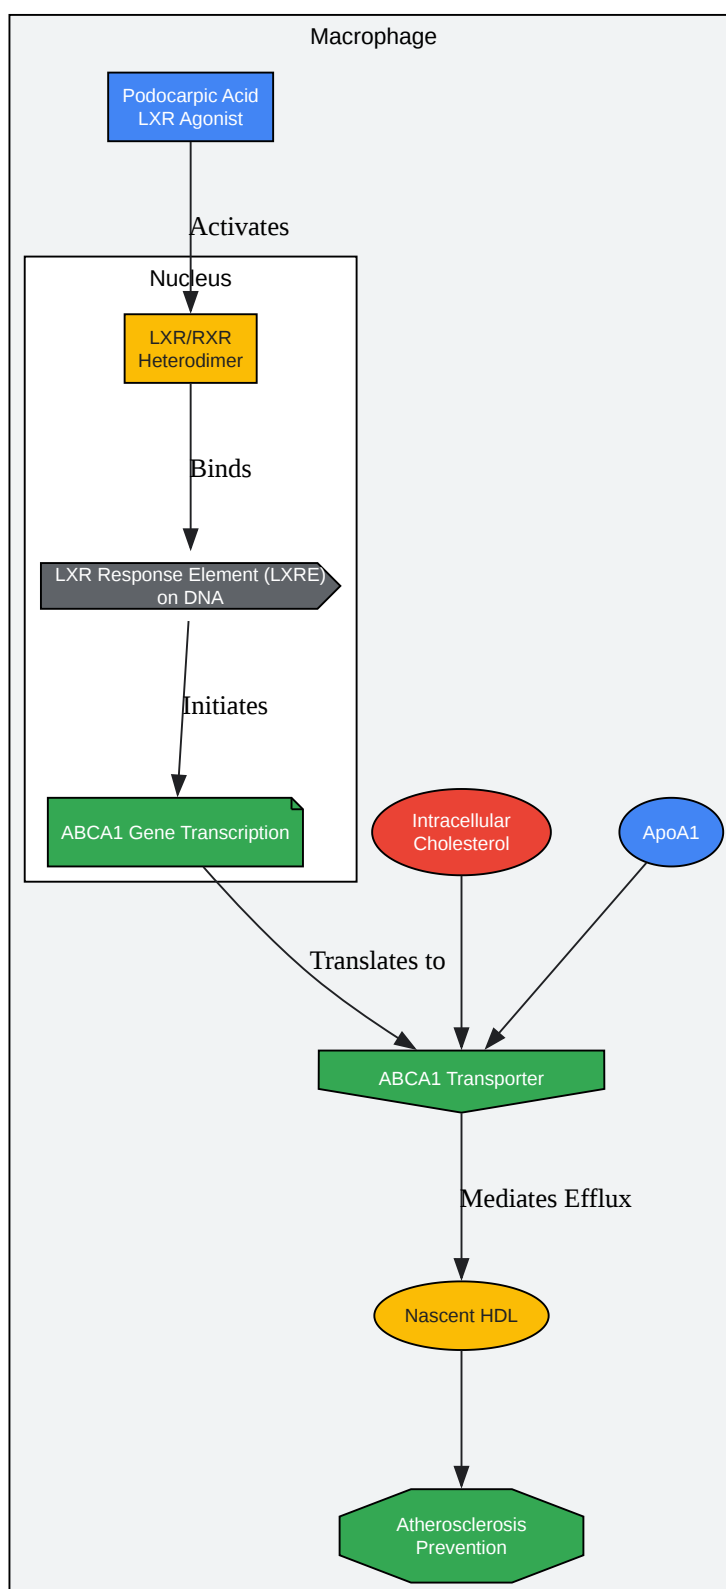 Macrophage
Podocarpic Acid
LXR Agonist
Activates
Nucleus
LXR/RXR
Heterodimer
Binds
LXR Response Element (LXRE)
on DNA
Initiates
ABCA1 Gene Transcription
Intracellular
Cholesterol
ApoA1
Translates to
ABCA1 Transporter
Mediates Efflux
Nascent HDL
Atherosclerosis
Prevention